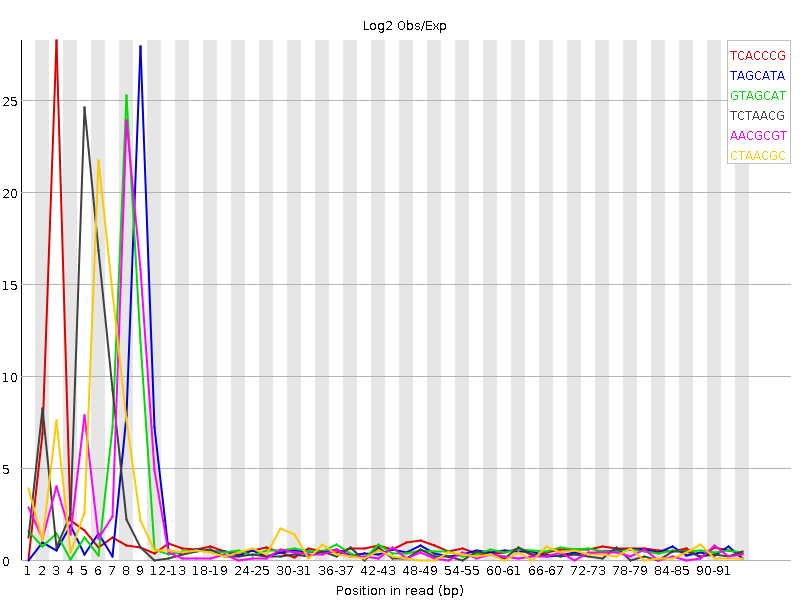 Log2 Obs/Exp
TCACCCG
TAGCATA
GTAGCAT
TCTAACG
AACGCGT
CTAACGC
25
20
15
10
5
0
1 2 3 4 5 6 7 8 9 12-13 18-19 24-25 30-31 36-37 42-43 48-49 54-55 60-61 66-67 72-73 78-79 84-85 90-91
Position in read (bp)